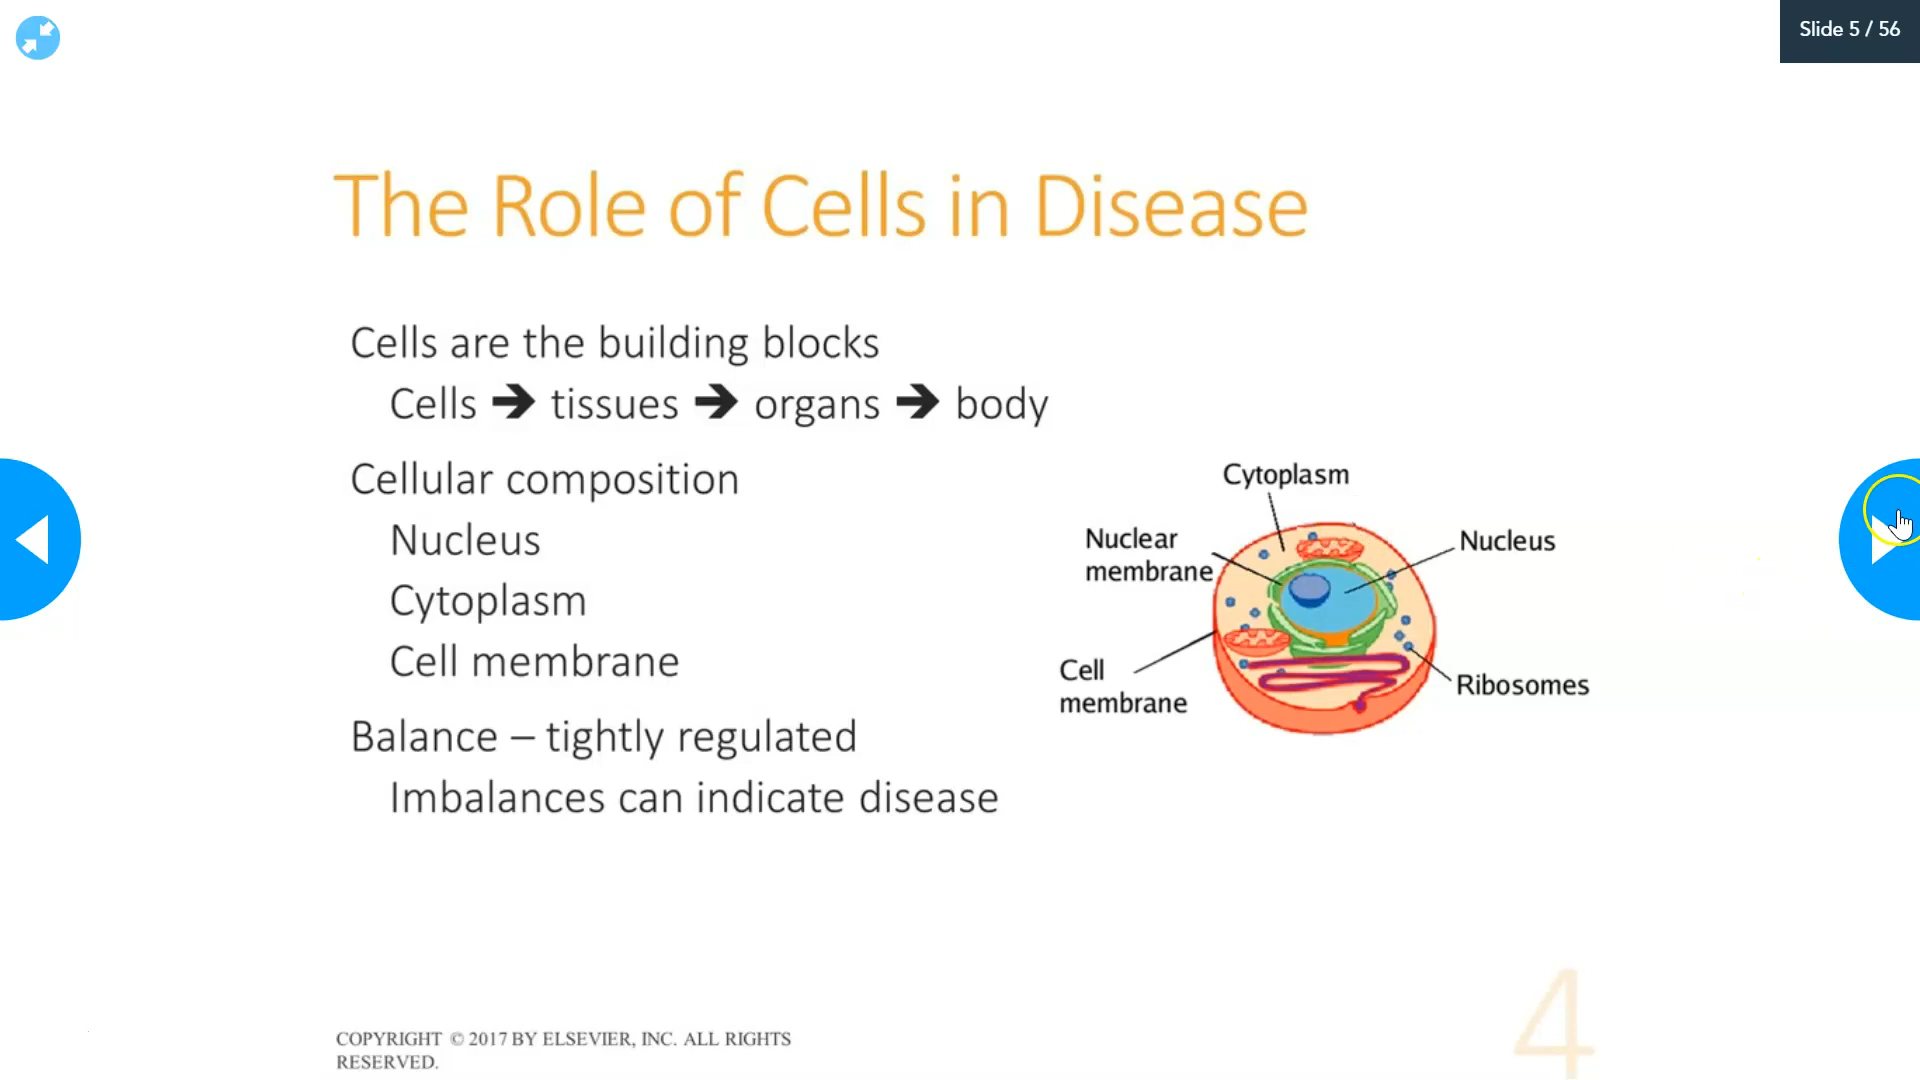 Slide 5 / 56
The Role of Cells in Disease
Cells are the building blocks
Cells ➔ tissues ➔ organs ➔ body
Cellular composition
Nucleus
Cytoplasm
Cell membrane
Balance – tightly regulated
Imbalances can indicate disease
Cytoplasm
Nuclear
membrane
Nucleus
Cell
membrane
Ribosomes
COPYRIGHT © 2017 BY ELSEVIER, INC. ALL RIGHTS
RESERVED.
4